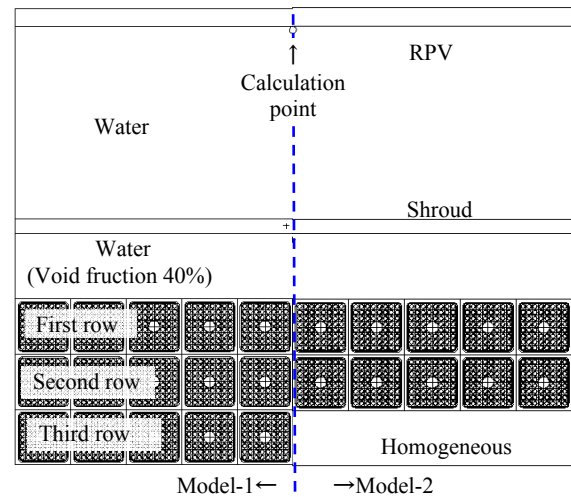 RPV
↑
Calculation
point
Water
Shroud
Water
(Void fruction 40%)
First row
Second row
Third row
Homogeneous
Model-1← →Model-2